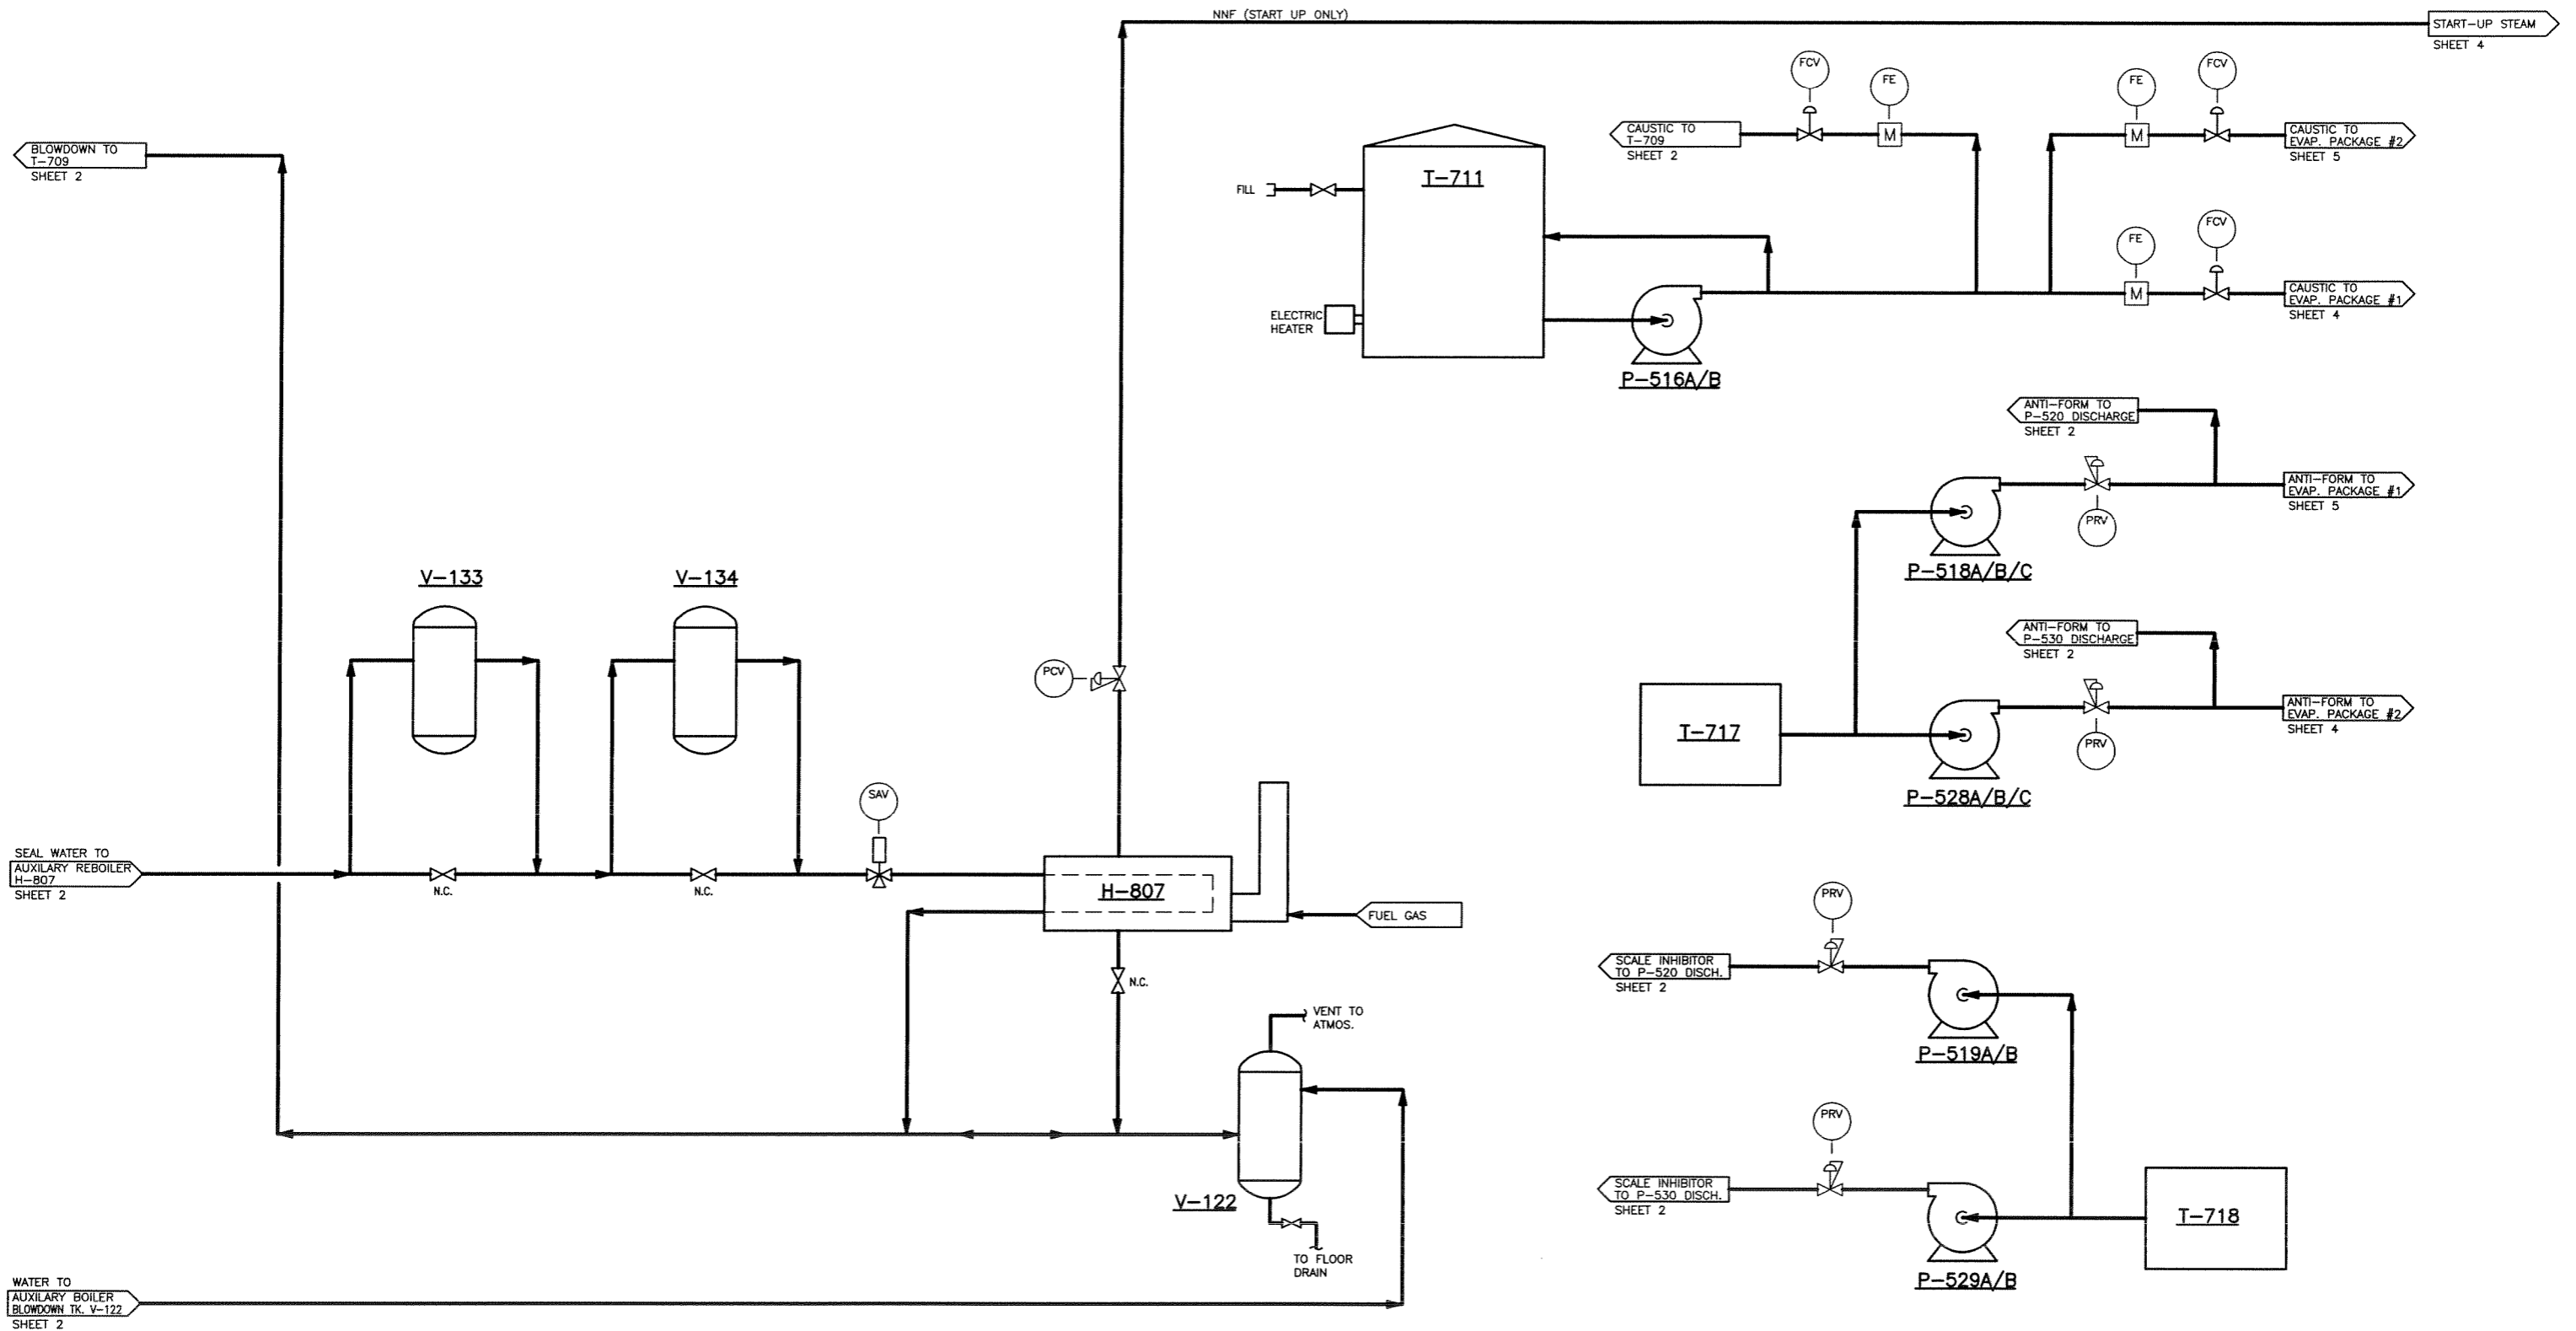 NNF (START UP ONLY)
START-UP STEAM
SHEET 4
BLOWDOWN TO
T-709
SHEET 2
FCV
FE
FE
FCV
CAUSTIC TO
T-709
SHEET 2
M
M
CAUSTIC TO
EVAP. PACKAGE #2
SHEET 5
FILL
T-711
FE
FCV
M
CAUSTIC TO
EVAP. PACKAGE #1
SHEET 4
ELECTRIC
HEATER
P-516A/B
ANTI-FORM TO
P-520 DISCHARGE
SHEET 2
ANTI-FORM TO
EVAP. PACKAGE #1
SHEET 5
PRV
P-518A/B/C
V-133
V-134
ANTI-FORM TO
P-530 DISCHARGE
SHEET 2
PCV
ANTI-FORM TO
EVAP. PACKAGE #2
SHEET 4
T-717
PRV
P-528A/B/C
SAV
SEAL WATER TO
AUXILARY REBOILER
H-807
SHEET 2
N.C.
N.C.
H-807
FUEL GAS
PRV
SCALE INHIBITOR
TO P-520 DISCH.
SHEET 2
N.C.
VENT TO
ATMOS.
P-519A/B
PRV
V-122
SCALE INHIBITOR
TO P-530 DISCH.
SHEET 2
T-718
TO FLOOR
DRAIN
P-529A/B
WATER TO
AUXILARY BOILER
BLOWDOWN TK. V-122
SHEET 2